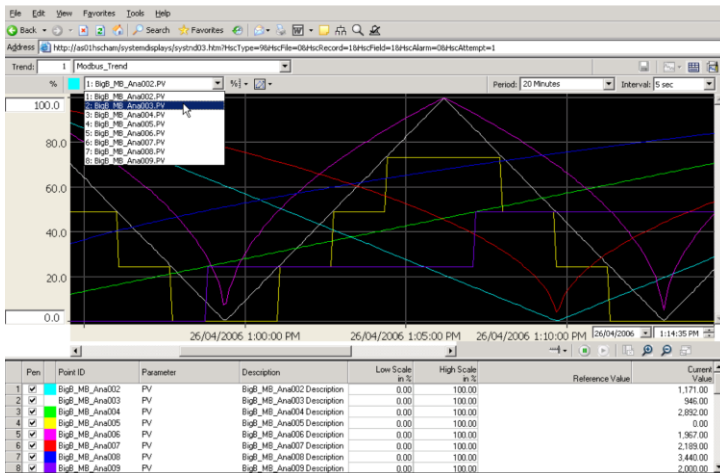 File Edit View Favorites Tools Help
Back Search Favorites
Address http://as01hscham/systemdisplays/systnd03.htm?HscType=9&HscFile=0&HscRecord=1&HscField=1&HscAlarm=0&HscAttempt=1
Trend: 1 Modbus_Trend
% 1: BigB_MB_Ana002.PV % Period: 20 Minutes Interval: 5 sec
1: BigB_MB_Ana002.PV
2: BigB_MB_Ana003.PV
3: BigB_MB_Ana004.PV
4: BigB_MB_Ana005.PV
5: BigB_MB_Ana006.PV
6: BigB_MB_Ana007.PV
7: BigB_MB_Ana008.PV
8: BigB_MB_Ana009.PV
100.0
80.0
60.0
40.0
20.0
0.0
26/04/2006 1:00:00 PM 26/04/2006 1:55:00 PM 26/04/2006 1:10:00 PM 26/04/2006 1:14:35 PM
Pen Point ID Parameter Description Low Scale in % High Scale in % Reference Value Current Value
1 BigB_MB_Ana002 PV BigB_MB_Ana002 Description 0.00 100.00 1,171.00
2 BigB_MB_Ana003 PV BigB_MB_Ana003 Description 0.00 100.00 946.00
3 BigB_MB_Ana004 PV BigB_MB_Ana004 Description 0.00 100.00 2,892.00
4 BigB_MB_Ana005 PV BigB_MB_Ana005 Description 0.00 100.00 0.00
5 BigB_MB_Ana006 PV BigB_MB_Ana006 Description 0.00 100.00 1,967.00
6 BigB_MB_Ana007 PV BigB_MB_Ana007 Description 0.00 100.00 2,189.00
7 BigB_MB_Ana008 PV BigB_MB_Ana008 Description 0.00 100.00 3,440.00
8 BigB_MB_Ana009 PV BigB_MB_Ana009 Description 0.00 100.00 2,000.00